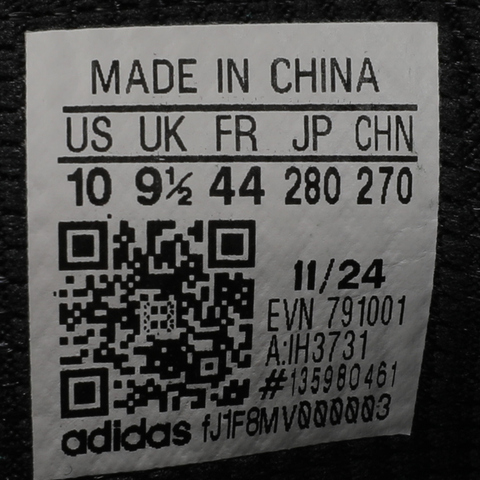 MADE IN CHINA
US UK FR JP CHN
10 9½ 44 280 270
11/24
EVN 791001
A:IH3731
#135980461
adidas fJ1F8MV000003